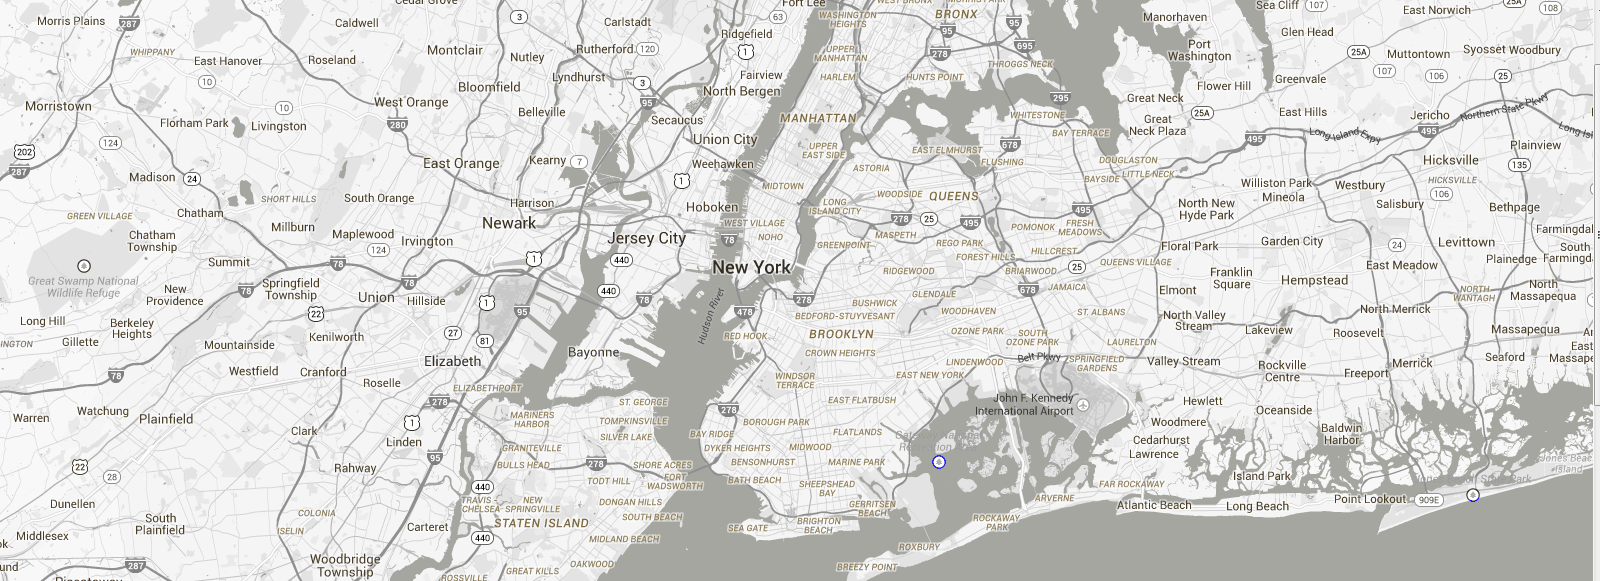 Cedar Grove
Fort Lee
WEST BRONX
MORRIS PARK
Sea Cliff
107
25A
108
East Norwich
Morris Plains
287
Caldwell
3
Carlstadt
63
WASHINGTON
HEIGHTS
BRONX
95
Manorhaven
Glen Head
Ridgefield
1
95
278
695
Port
Washington
25A
Muttontown
Syosset Woodbury
WHIPPANY
East Hanover
Roseland
Montclair
Nutley
Rutherford
120
UPPER
MANHATTAN
THROGGS NECK
107
106
25
10
Lyndhurst
3
Fairview
North Bergen
HARLEM
HUNTS POINT
Flower Hill
Greenvale
Morristown
10
West Orange
Bloomfield
95
295
Great Neck
Northern State Pkwy
Florham Park
Livingston
280
Belleville
Secaucus
MANHATTAN
WHITESTONE
Great
Neck Plaza
25A
East Hills
Jericho
124
Union City
BAY TERRACE
495
Long Island Expy
495
202
287
East Orange
Kearny
7
Weehawken
UPPER
EAST SIDE
EAST ELMHURST
678
FLUSHING
DOUGLASTON
Hicksville
Plainview
135
Madison
24
SHORT HILLS
South Orange
1
MIDTOWN
ASTORIA
BAYSIDE
LITTLE NECK
Williston Park
Mineola
Westbury
HICKSVILLE
106
Harrison
Hoboken
WOODSIDE
QUEENS
Salisbury
Bethpage
GREEN VILLAGE
Chatham
Newark
WEST VILLAGE
LONG
ISLAND CITY
278
25
495
495
North New
Hyde Park
Millburn
Maplewood
124
Irvington
Jersey City
78
NOHO
MASPETH
POMONOK
FRESH
MEADOWS
Chatham
Township
440
GREENPOINT
REGO PARK
FOREST HILLS
HILLCREST
Floral Park
Garden City
24
Levittown
Farmingdal
South
Farmingda
Summit
78
1
New York
RIDGEWOOD
BRIARWOOD
25
QUEENS VILLAGE
Franklin
Square
Hempstead
East Meadow
Plainedge
Great Swamp National
Wildlife Refuge
New
Providence
78
Springfield
Township
78
Union
Hillside
1
440
78
Hudson River
278
GLENDALE
678
JAMAICA
Elmont
NORTH
WANTAGH
North
Massapequa
22
95
478
BUSHWICK
BEDFORD-STUYVESANT
WOODHAVEN
ST. ALBANS
North Valley
Stream
North Merrick
Long Hill
Berkeley
Heights
Kenilworth
27
81
RED HOOK
BROOKLYN
OZONE PARK
SOUTH
OZONE PARK
LAURELTON
Lakeview
Roosevelt
Massapequa
Gillette
Mountainside
Elizabeth
Bayonne
CROWN HEIGHTS
LINDENWOOD
Belt Pkwy
SPRINGFIELD
GARDENS
Valley Stream
Rockville
Centre
Merrick
Seaford
East
Massape
78
Westfield
Cranford
Roselle
ELIZABETHPORT
WINDSOR
TERRACE
EAST NEW YORK
Freeport
Warren
Watchung
Plainfield
278
ST. GEORGE
278
EAST FLATBUSH
John F. Kennedy
International Airport
Hewlett
Oceanside
1
MARINERS
HARBOR
TOMPKINSVILLE
BOROUGH PARK
Woodmere
Baldwin
Harbor
Clark
Linden
SILVER LAKE
BAY RIDGE
FLATLANDS
Cedarhurst
Lawrence
GRANITEVILLE
DYKER HEIGHTS
MIDWOOD
22
28
Rahway
95
BULLS HEAD
278
SHORE ACRES
BENSONHURST
MARINE PARK
Island Park
TODT HILL
FORT
WADSWORTH
BATH BEACH
SHEEPSHEAD
BAY
FAR ROCKAWAY
Dunellen
440
TRAVIS
CHELSEA
NEW
SPRINGVILLE
DONGAN HILLS
GERRITSEN
BEACH
ARVERNE
Atlantic Beach
Long Beach
Point Lookout
909E
South
Plainfield
COLONIA
ISELIN
Carteret
STATEN ISLAND
SOUTH BEACH
SEA GATE
BRIGHTON
BEACH
ROCKAWAY
PARK
Middlesex
440
MIDLAND BEACH
ROXBURY
287
Woodbridge
Township
OAKWOOD
BREEZY POINT
ROSSVILLE
GREAT KILLS